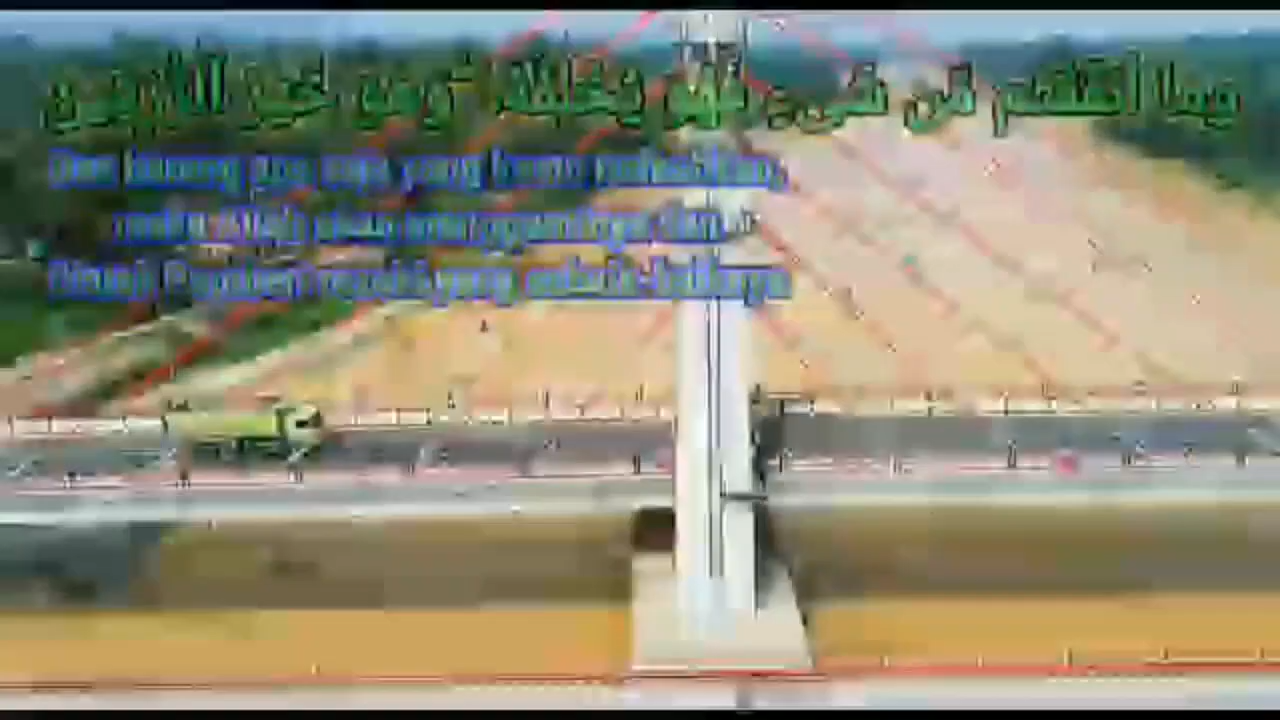 وما أنفقتم من شيء فهو يخلفه وهو خير الرازقين
Dan barang apa saja yang kamu nafkahkan,
maka Allah akan menggantinya dan
Dialah Pemberi rezeki yang sebaik-baiknya